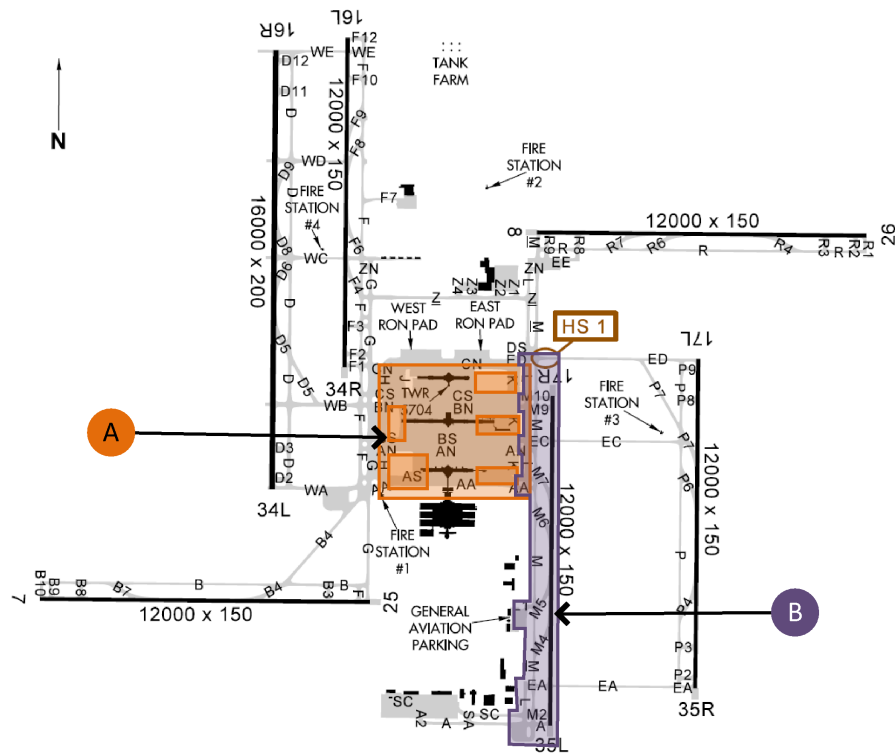 16R
16L
F12
WE
WE
D12
F
F10
D11
12000 x 150
D
F9
F8
D9
WD
D
FIRE
STATION
#4
F7
F
D8
F6
WC
D6
ZN
G
F4
16000 x 200
D
F
F3
G
D5
F2
F1
D
D5
34R
WB
F
D3
D
D2
G
34L
WA
N
TANK
FARM
FIRE
STATION
#2
8
12000 x 150
26
M
R9
R
R8
R7
R6
R
R4
R3
R
R2
R1
EE
ZN
L
Z
Z4
Z3
Z2
Z1
Z
M
WEST
RON PAD
EAST
RON PAD
HS 1
DS
ED
ED
17L
17R
CN
CN
H
J
K
CS
TWR
5704
CS
BN
BN
M10
M9
M
L
BS
AN
AN
AN
EC
EC
H
K
M7
AS
AA
AA
AA
A
B
P9
P
P8
P7
P7
P6
P
P4
P3
P2
EA
35R
12000 x 150
FIRE
STATION
#3
FIRE
STATION
#1
G
B4
M6
12000 x 150
M
7
B10
B9
B8
B7
B
B4
B3
B
F
25
12000 x 150
GENERAL
AVIATION
PARKING
L
M5
M4
M
EA
EA
L
M2
SC
SC
A2
A
SA
A
35L